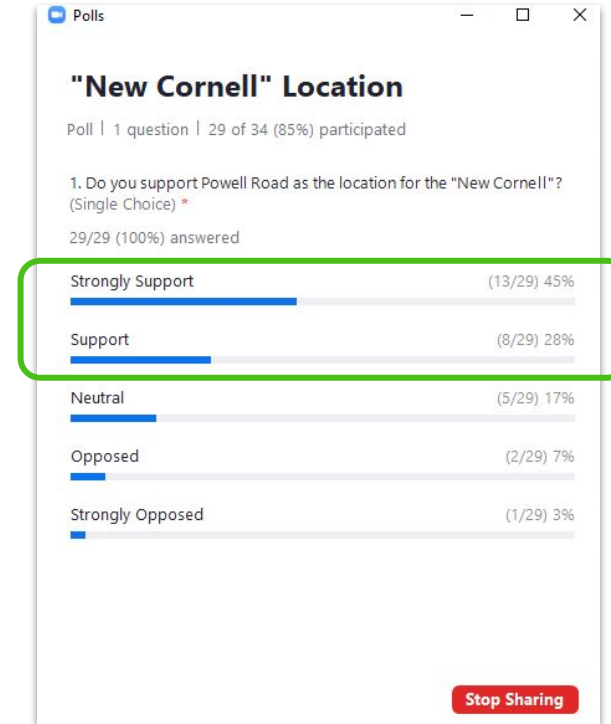 Polls
"New Cornell" Location
Poll | 1 question | 29 of 34 (85%) participated
1. Do you support Powell Road as the location for the "New Cornell"?
(Single Choice) *
29/29 (100%) answered
Strongly Support (13/29) 45%
Support (8/29) 28%
Neutral (5/29) 17%
Opposed (2/29) 7%
Strongly Opposed (1/29) 3%
Stop Sharing